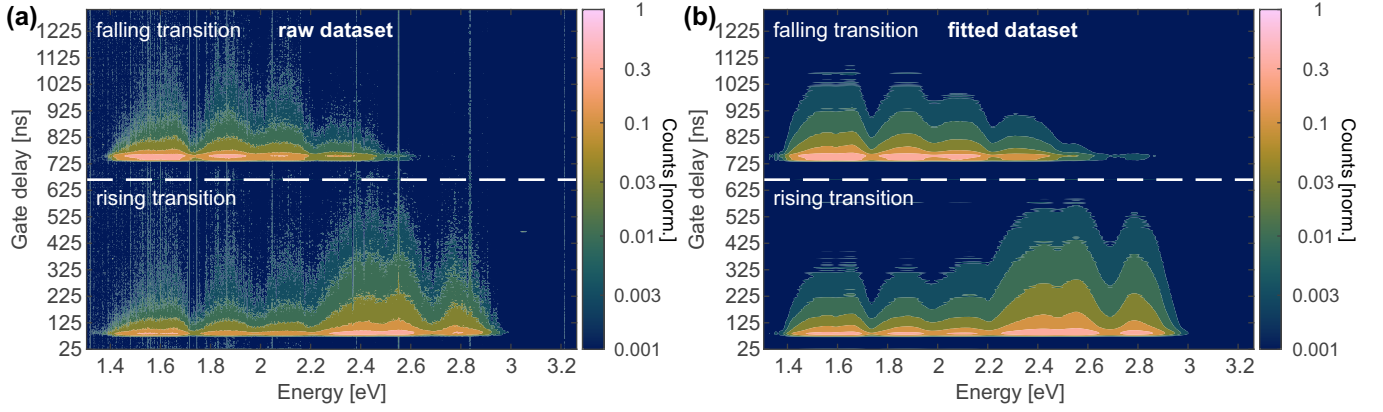 (a)
falling transition raw dataset
rising transition
Gate delay [ns]
1225
1125
1025
925
825
725
625
525
425
325
225
125
25
1.4 1.6 1.8 2 2.2 2.4 2.6 2.8 3 3.2
Energy [eV]
1
0.3
0.1
0.03
0.01
0.003
0.001
Counts [norm.]
(b)
falling transition fitted dataset
rising transition
Gate delay [ns]
1225
1125
1025
925
825
725
625
525
425
325
225
125
25
1.4 1.6 1.8 2 2.2 2.4 2.6 2.8 3 3.2
Energy [eV]
1
0.3
0.1
0.03
0.01
0.003
0.001
Counts [norm.]